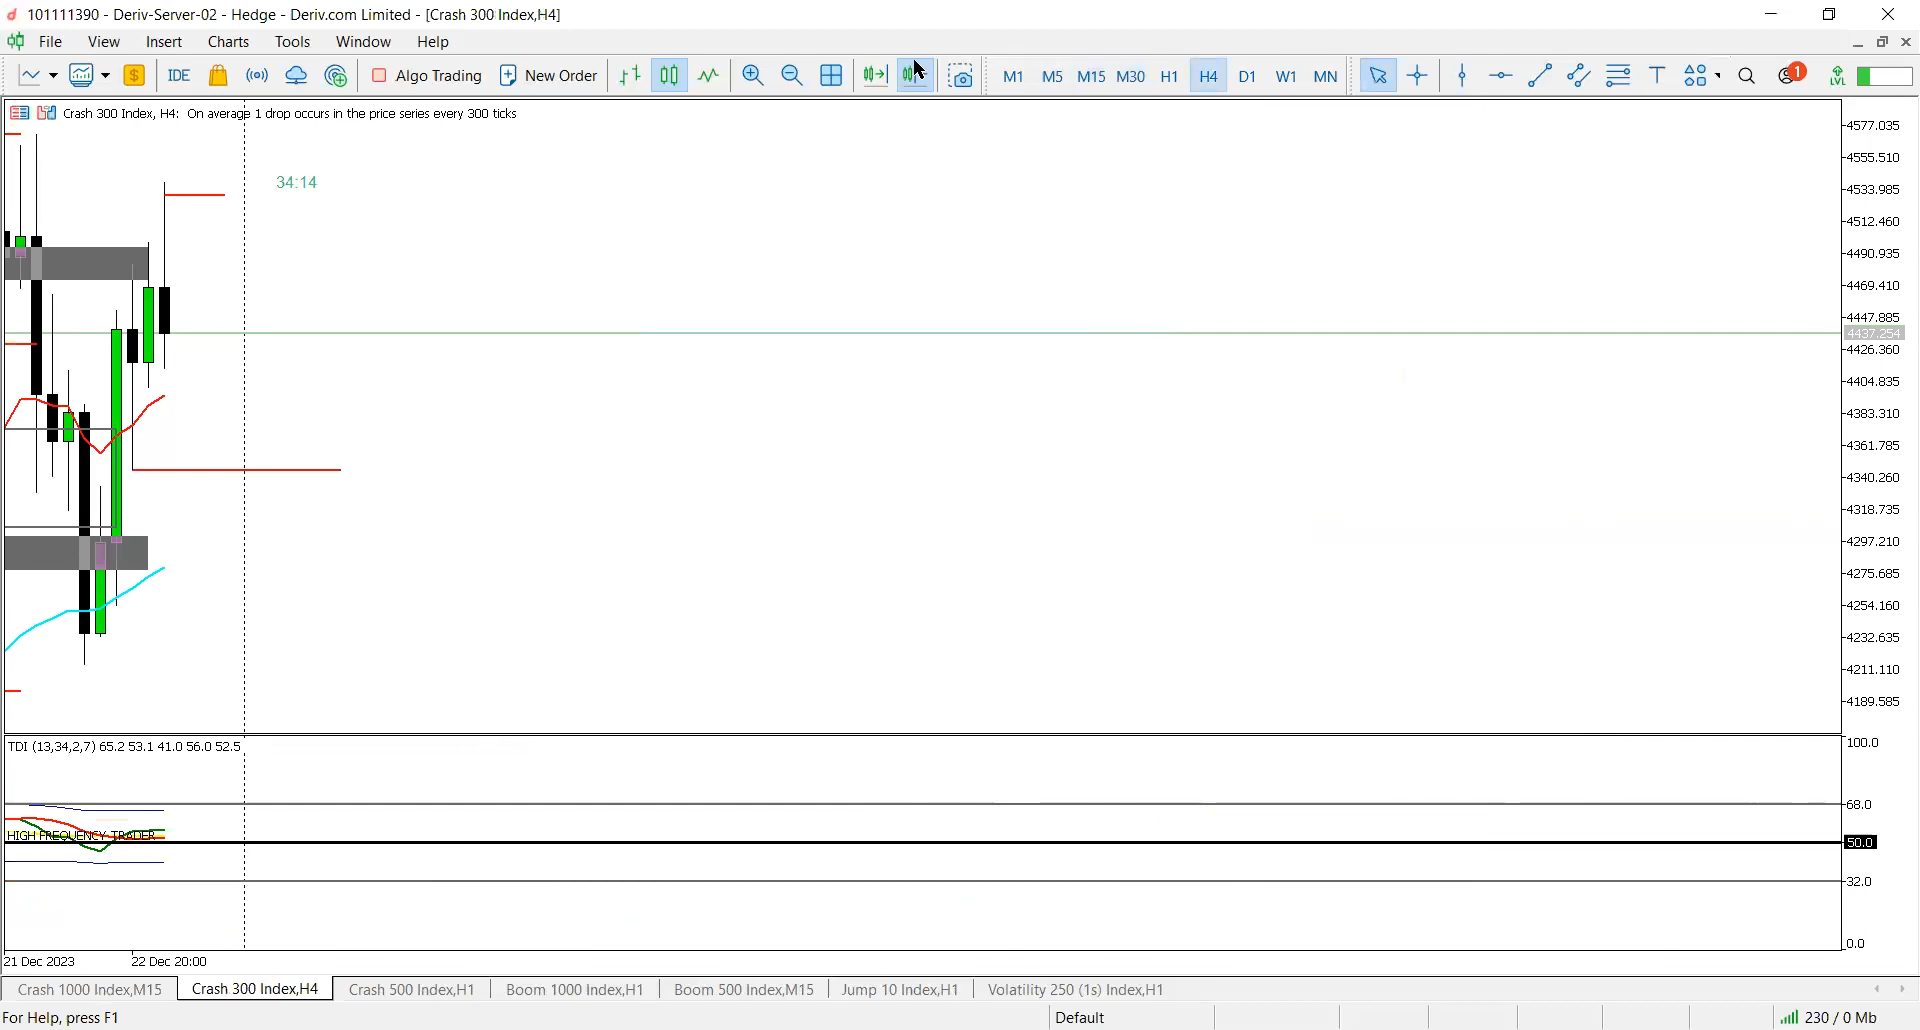 101111390 - Deriv-Server-02 - Hedge - Deriv.com Limited - [Crash 300 Index,H4]
File View Insert Charts Tools Window Help
IDE Algo Trading New Order M1 M5 M15 M30 H1 H4 D1 W1 MN T 1 LVL
Crash 300 Index, H4: On average 1 drop occurs in the price series every 300 ticks
34:14
4577.035
4555.510
4533.985
4512.460
4490.935
4469.410
4447.885
4437.254
4426.360
4404.835
4383.310
4361.785
4340.260
4318.735
4297.210
4275.685
4254.160
4232.635
4211.110
4189.585
TDI (13,34,2,7) 65.2 53.1 41.0 56.0 52.5
100.0
68.0
HIGH FREQUENCY TRADER
50.0
32.0
0.0
21 Dec 2023 22 Dec 20:00
Crash 1000 Index,M15 Crash 300 Index,H4 Crash 500 Index,H1 Boom 1000 Index,H1 Boom 500 Index,M15 Jump 10 Index,H1 Volatility 250 (1s) Index,H1
For Help, press F1 Default 230 / 0 Mb